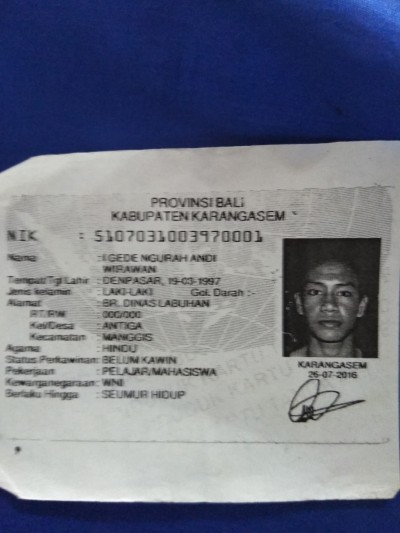 PROVINSI BALI
KABUPATEN KARANGASEM
NIK : 5107031003970001
Nama : I GEDE NGURAH ANDI
WIRAWAN
Tempat/Tgl Lahir : DENPASAR, 19-03-1997
Jenis kelamin : LAKI-LAKI Gol. Darah :-
Alamat : BR. DINAS LABUHAN
RT/RW : 000/000
Kel/Desa : ANTIGA
Kecamatan : MANGGIS
Agama : HINDU
Status Perkawinan: BELUM KAWIN
Pekerjaan : PELAJAR/MAHASISWA
Kewarganegaraan: WNI
Berlaku Hingga : SEUMUR HIDUP
KARANGASEM
26-07-2016